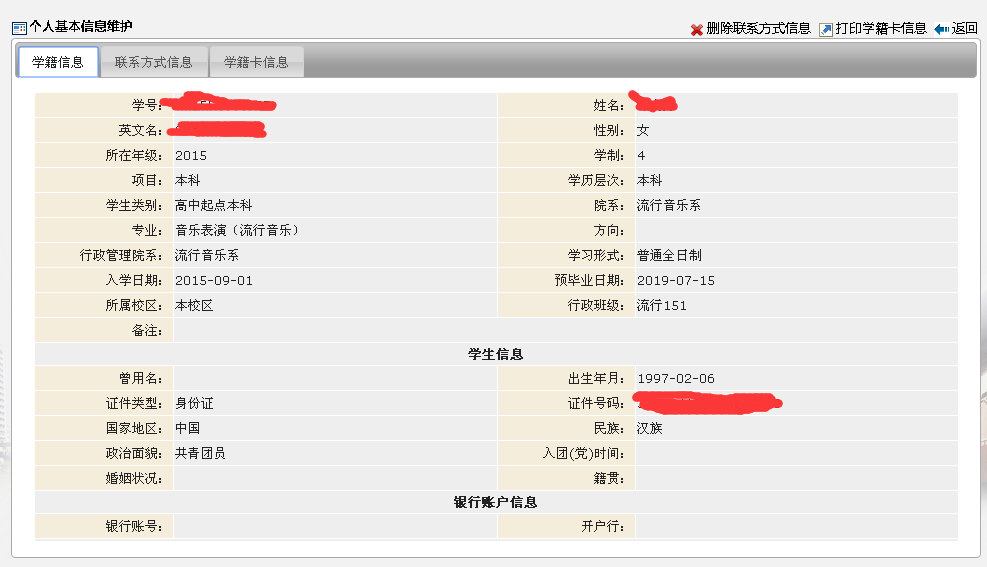 个人基本信息维护
删除联系方式信息 打印学籍卡信息 返回
学籍信息 联系方式信息 学籍卡信息
学号： 姓名：
英文名： 性别： 女
所在年级： 2015 学制： 4
项目： 本科 学历层次： 本科
学生类别： 高中起点本科 院系： 流行音乐系
专业： 音乐表演（流行音乐） 方向：
行政管理院系： 流行音乐系 学习形式： 普通全日制
入学日期： 2015-09-01 预毕业日期： 2019-07-15
所属校区： 本校区 行政班级： 流行151
备注：
学生信息
曾用名： 出生年月： 1997-02-06
证件类型： 身份证 证件号码：
国家地区： 中国 民族： 汉族
政治面貌： 共青团员 入团(党)时间：
婚姻状况： 籍贯：
银行账户信息
银行账号： 开户行：